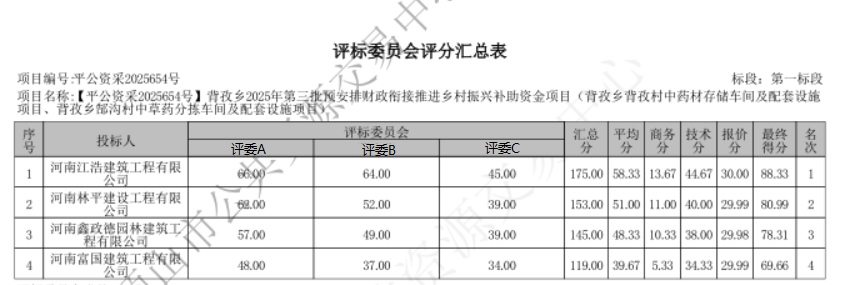 评标委员会评分汇总表
项目编号:平公资采2025654号 标段：第一标段
项目名称:【平公资采2025654号】背孜乡2025年第三批预安排财政衔接推进乡村振兴补助资金项目（背孜乡背孜村中药材存储车间及配套设施
项目、背孜乡郜沟村中草药分拣车间及配套设施项目）
序号 投标人 评标委员会 汇总分 平均分 商务分 技术分 报价分 最终得分 名次
评委A 评委B 评委C
1 河南江浩建筑工程有限公司 66.00 64.00 45.00 175.00 58.33 13.67 44.67 30.00 88.33 1
2 河南林平建设工程有限公司 62.00 52.00 39.00 153.00 51.00 11.00 40.00 29.99 80.99 2
3 河南鑫政德园林建筑工程有限公司 57.00 49.00 39.00 145.00 48.33 10.33 38.00 29.98 78.31 3
4 河南富国建筑工程有限公司 48.00 37.00 34.00 119.00 39.67 5.33 34.33 29.99 69.66 4